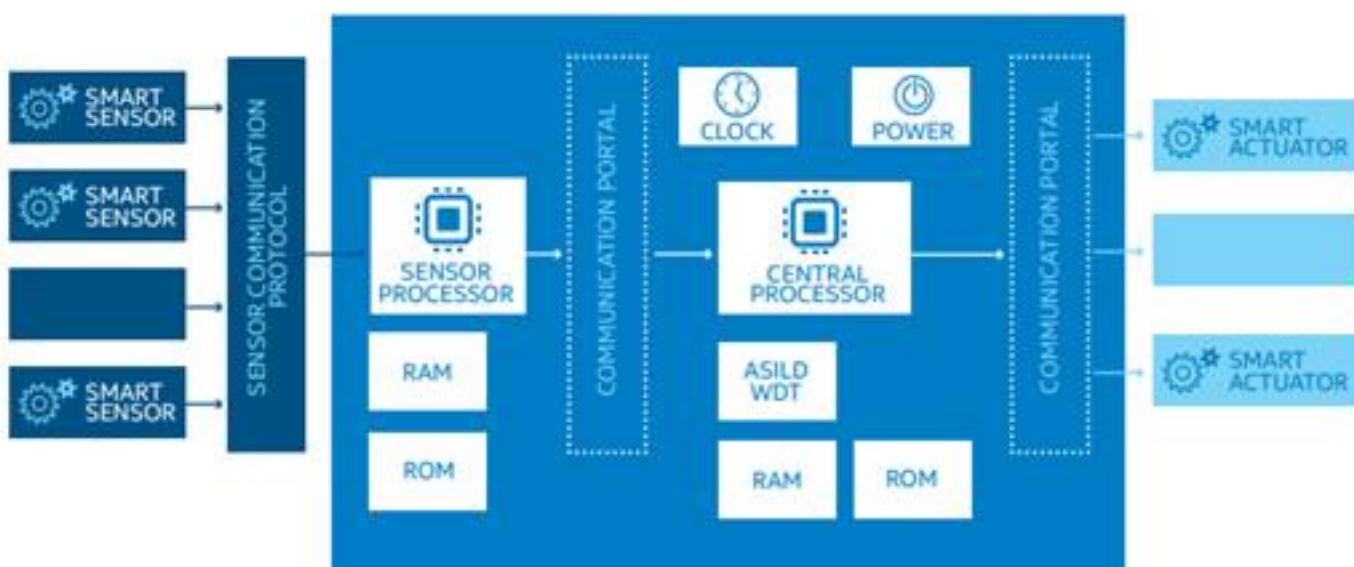 SMART
SENSOR
SMART
SENSOR
SMART
SENSOR
SENSOR COMMUNICATION
PROTOCOL
SENSOR
PROCESSOR
RAM
ROM
COMMUNICATION PORTAL
CLOCK
POWER
CENTRAL
PROCESSOR
ASILD
WDT
RAM
ROM
COMMUNICATION PORTAL
SMART
ACTUATOR
SMART
ACTUATOR